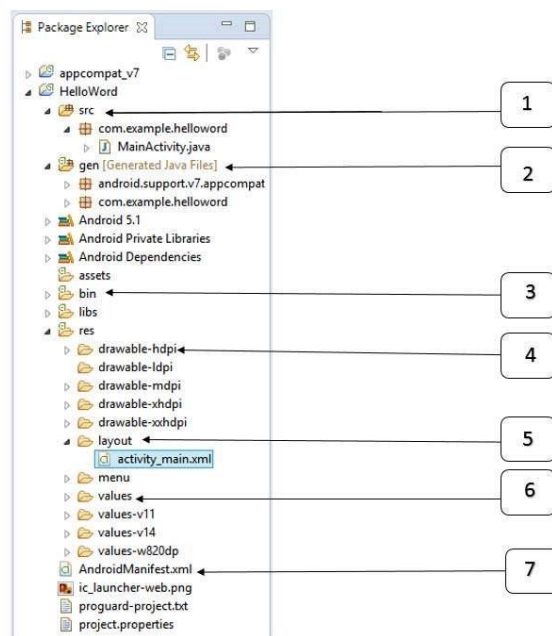 Package Explorer
appcompat_v7
HelloWord
src
1
com.example.helloword
MainActivity.java
gen [Generated Java Files]
2
android.support.v7.appcompat
com.example.helloword
Android 5.1
Android Private Libraries
Android Dependencies
assets
bin
3
libs
res
drawable-hdpi
4
drawable-ldpi
drawable-mdpi
drawable-xhdpi
drawable-xxhdpi
layout
5
activity_main.xml
menu
values
6
values-v11
values-v14
values-w820dp
AndroidManifest.xml
7
ic_launcher-web.png
proguard-project.txt
project.properties